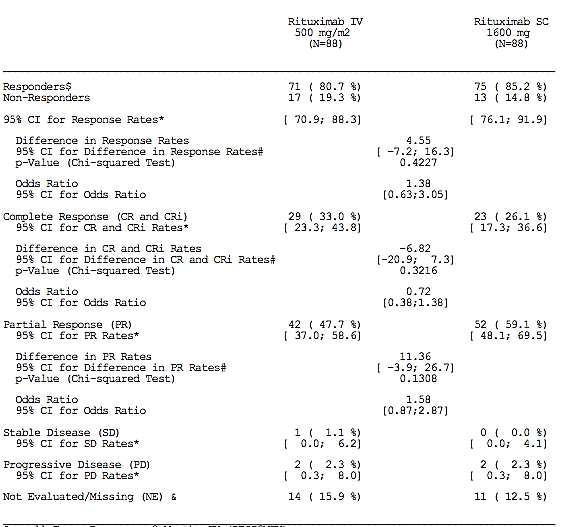 Rituximab IV Rituximab SC
500 mg/m2 1600 mg
(N=88) (N=88)
Responders$ 71 ( 80.7 %) 75 ( 85.2 %)
Non-Responders 17 ( 19.3 %) 13 ( 14.8 %)
95% CI for Response Rates* [ 70.9; 88.3] [ 76.1; 91.9]
Difference in Response Rates 4.55
95% CI for Difference in Response Rates# [ -7.2; 16.3]
p-Value (Chi-squared Test) 0.4227
Odds Ratio 1.38
95% CI for Odds Ratio [0.63;3.05]
Complete Response (CR and CRi) 29 ( 33.0 %) 23 ( 26.1 %)
95% CI for CR and CRi Rates* [ 23.3; 43.8] [ 17.3; 36.6]
Difference in CR and CRi Rates -6.82
95% CI for Difference in CR and CRi Rates# [-20.9; 7.3]
p-Value (Chi-squared Test) 0.3216
Odds Ratio 0.72
95% CI for Odds Ratio [0.38;1.38]
Partial Response (PR) 42 ( 47.7 %) 52 ( 59.1 %)
95% CI for PR Rates* [ 37.0; 58.6] [ 48.1; 69.5]
Difference in PR Rates 11.36
95% CI for Difference in PR Rates# [ -3.9; 26.7]
p-Value (Chi-squared Test) 0.1308
Odds Ratio 1.58
95% CI for Odds Ratio [0.87;2.87]
Stable Disease (SD) 1 ( 1.1 %) 0 ( 0.0 %)
95% CI for SD Rates* [ 0.0; 6.2] [ 0.0; 4.1]
Progressive Disease (PD) 2 ( 2.3 %) 2 ( 2.3 %)
95% CI for PD Rates* [ 0.3; 8.0] [ 0.3; 8.0]
Not Evaluated/Missing (NE) & 14 ( 15.9 %) 11 ( 12.5 %)